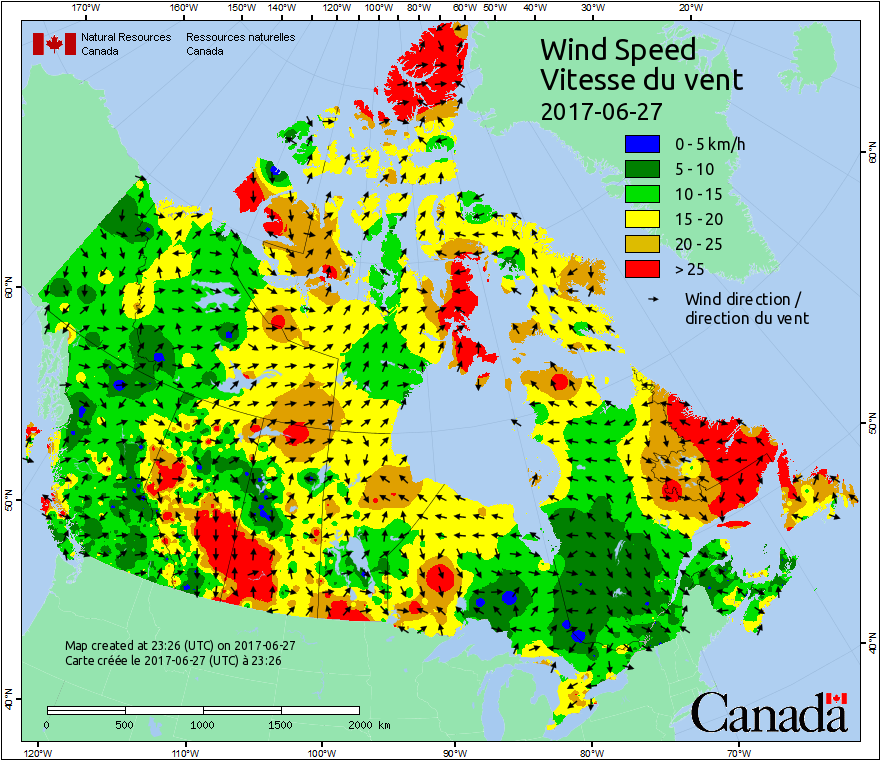 170°W 160°W 150°W 140°W 120°W 100°W 80°W 60°W 50°W 40°W 30°W 20°W
Natural Resources Ressources naturelles
Canada Canada
Wind Speed
Vitesse du vent
2017-06-27
0 - 5 km/h
5 - 10
10 - 15
15 - 20
20 - 25
> 25
Wind direction /
direction du vent
60°N
60°N
50°N
50°N
40°N
40°N
Map created at 23:26 (UTC) on 2017-06-27
Carte créée le 2017-06-27 (UTC) à 23:26
0 500 1000 1500 2000 km
Canada
120°W 110°W 100°W 90°W 80°W 70°W